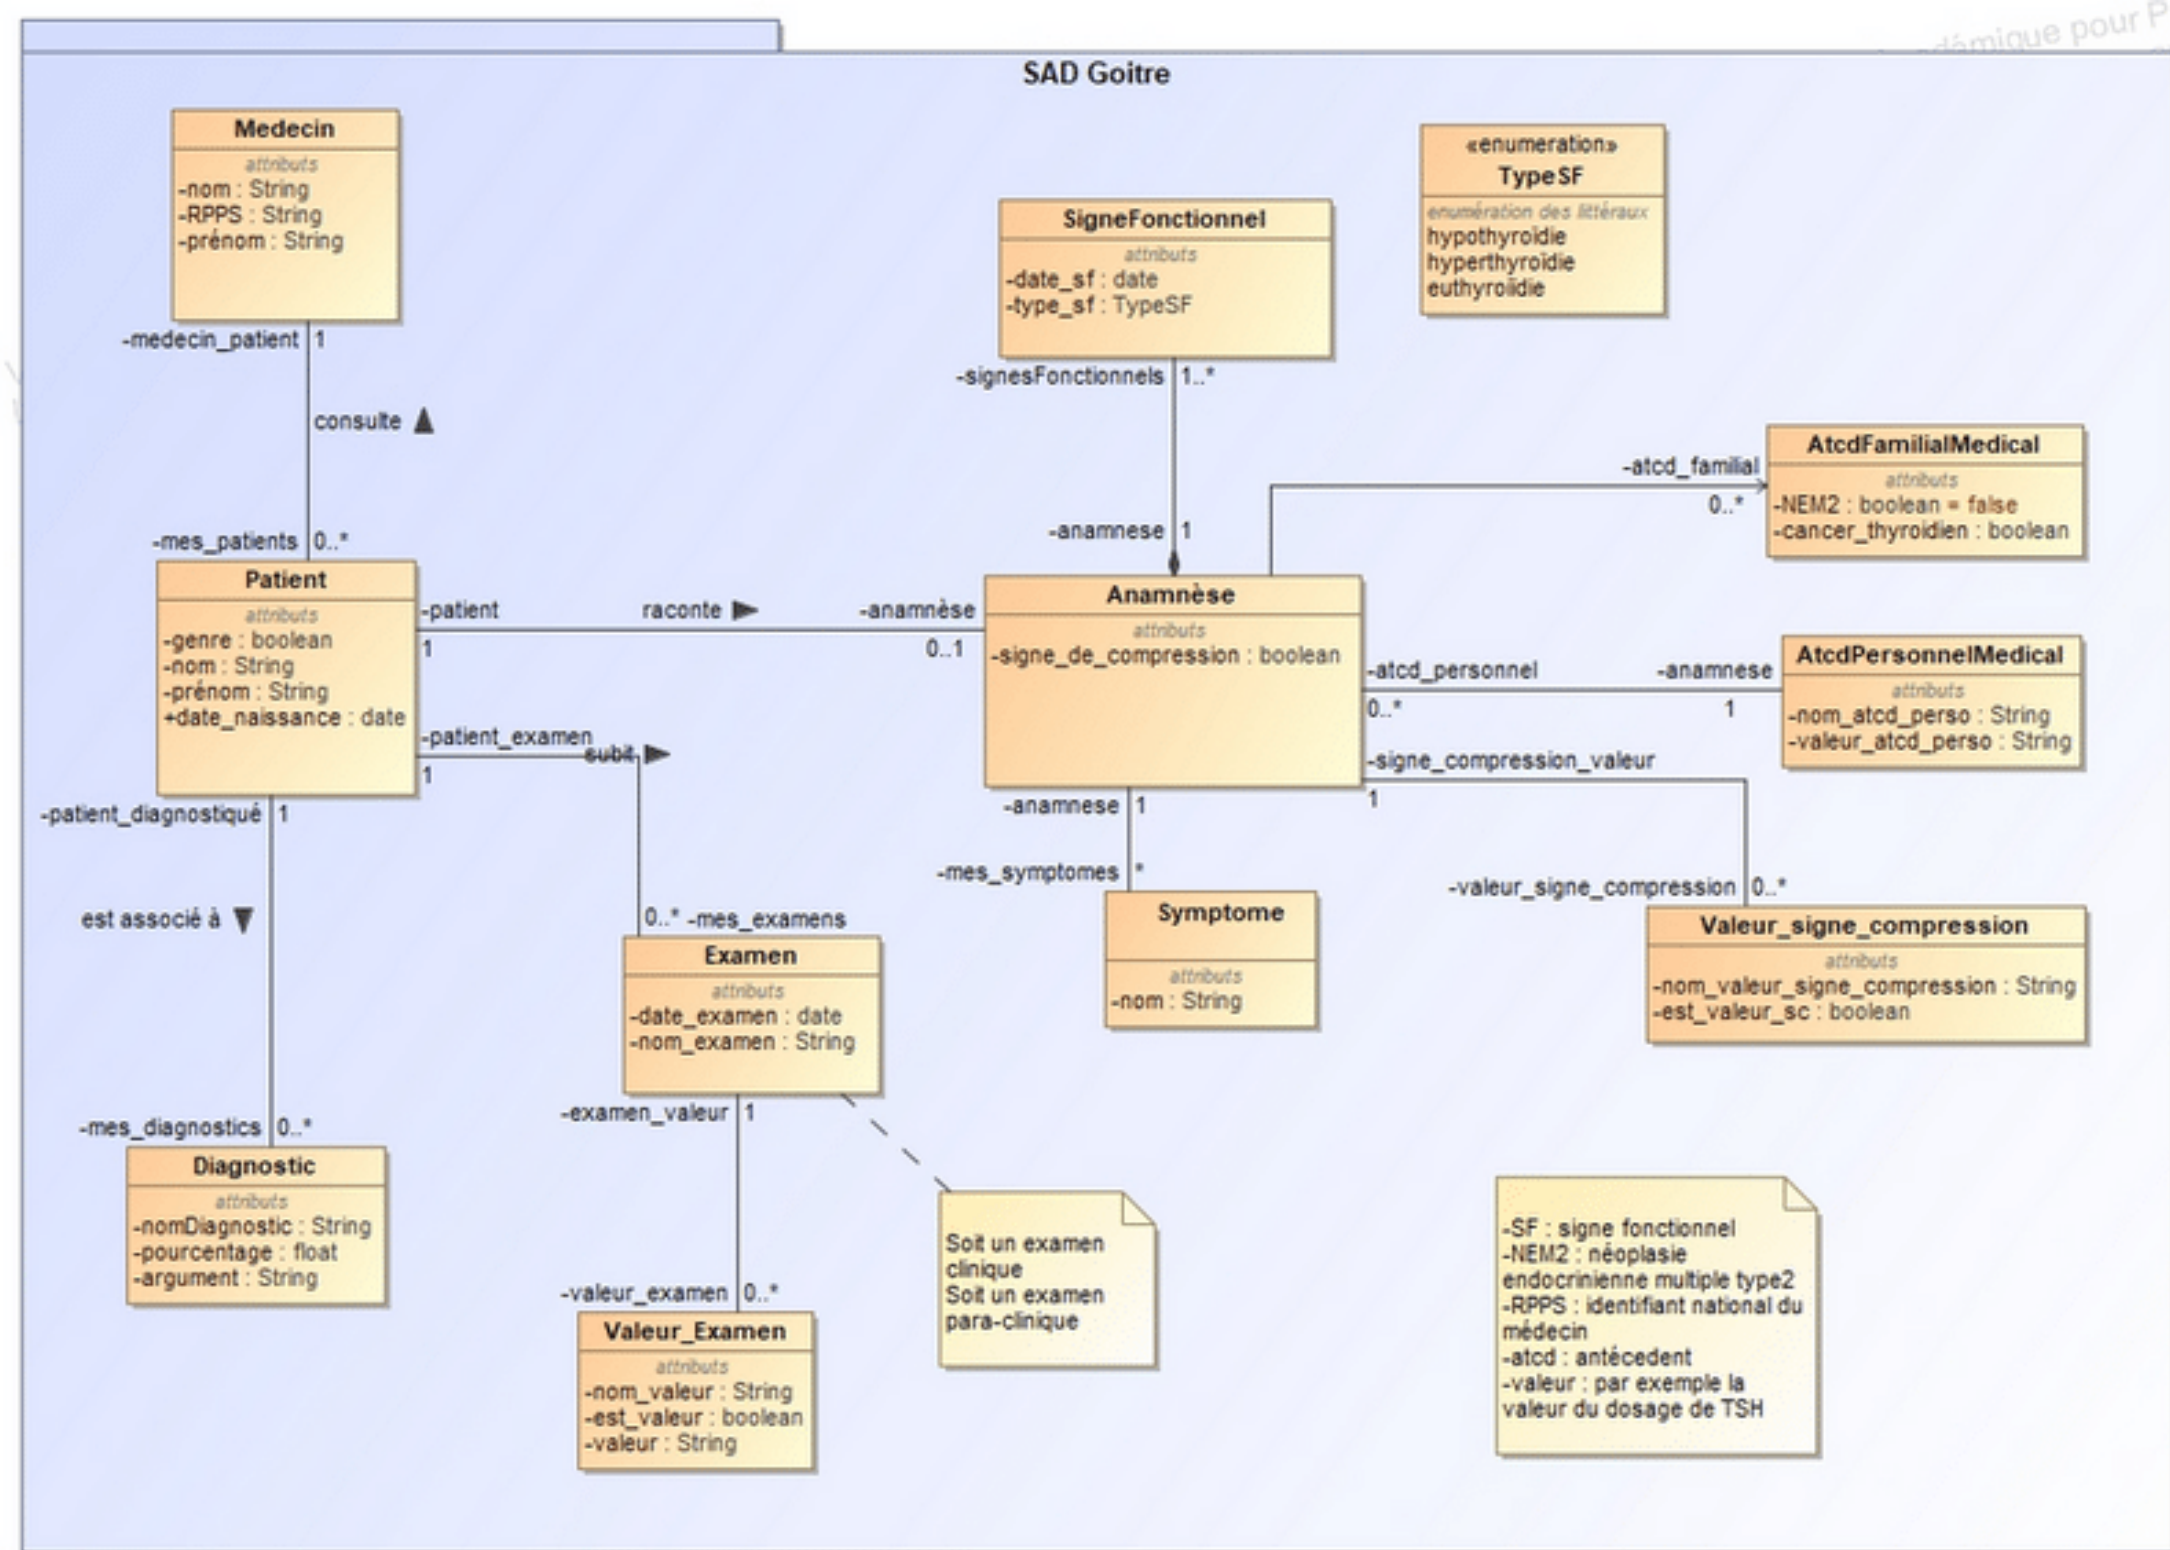 démique pour P
SAD Goitre
Medecin
attributs
-nom : String
-RPPS : String
-prénom : String
-medecin_patient 1
consulte
-mes_patients 0..*
«enumeration»
TypeSF
enumération des littéraux
hypothyroïdie
hyperthyroïdie
euthyroïidie
SigneFonctionnel
attributs
-date_sf : date
-type_sf : TypeSF
-signesFonctionnels 1..*
-anamnese 1
AtcdFamilialMedical
attributs
-NEM2 : boolean = false
-cancer_thyroidien : boolean
-atcd_familial
0..*
Patient
attributs
-genre : boolean
-nom : String
-prénom : String
+date_naissance : date
-patient
1
raconte
-anamnèse
0..1
Anamnèse
attributs
-signe_de_compression : boolean
-atcd_personnel
0..*
-anamnese
1
AtcdPersonnelMedical
attributs
-nom_atcd_perso : String
-valeur_atcd_perso : String
-patient_examen
1
subit
-signe_compression_valeur
1
-patient_diagnostiqué 1
-anamnese 1
-mes_symptomes *
-valeur_signe_compression 0..*
est associé à
0..* -mes_examens
Symptome
attributs
-nom : String
Valeur_signe_compression
attributs
-nom_valeur_signe_compression : String
-est_valeur_sc : boolean
Examen
attributs
-date_examen : date
-nom_examen : String
-examen_valeur 1
-mes_diagnostics 0..*
Diagnostic
attributs
-nomDiagnostic : String
-pourcentage : float
-argument : String
-valeur_examen 0..*
Valeur_Examen
attributs
-nom_valeur : String
-est_valeur : boolean
-valeur : String
Soit un examen
clinique
Soit un examen
para-clinique
-SF : signe fonctionnel
-NEM2 : néoplasie
endocrinienne multiple type2
-RPPS : identifiant national du
médecin
-atcd : antécedent
-valeur : par exemple la
valeur du dosage de TSH